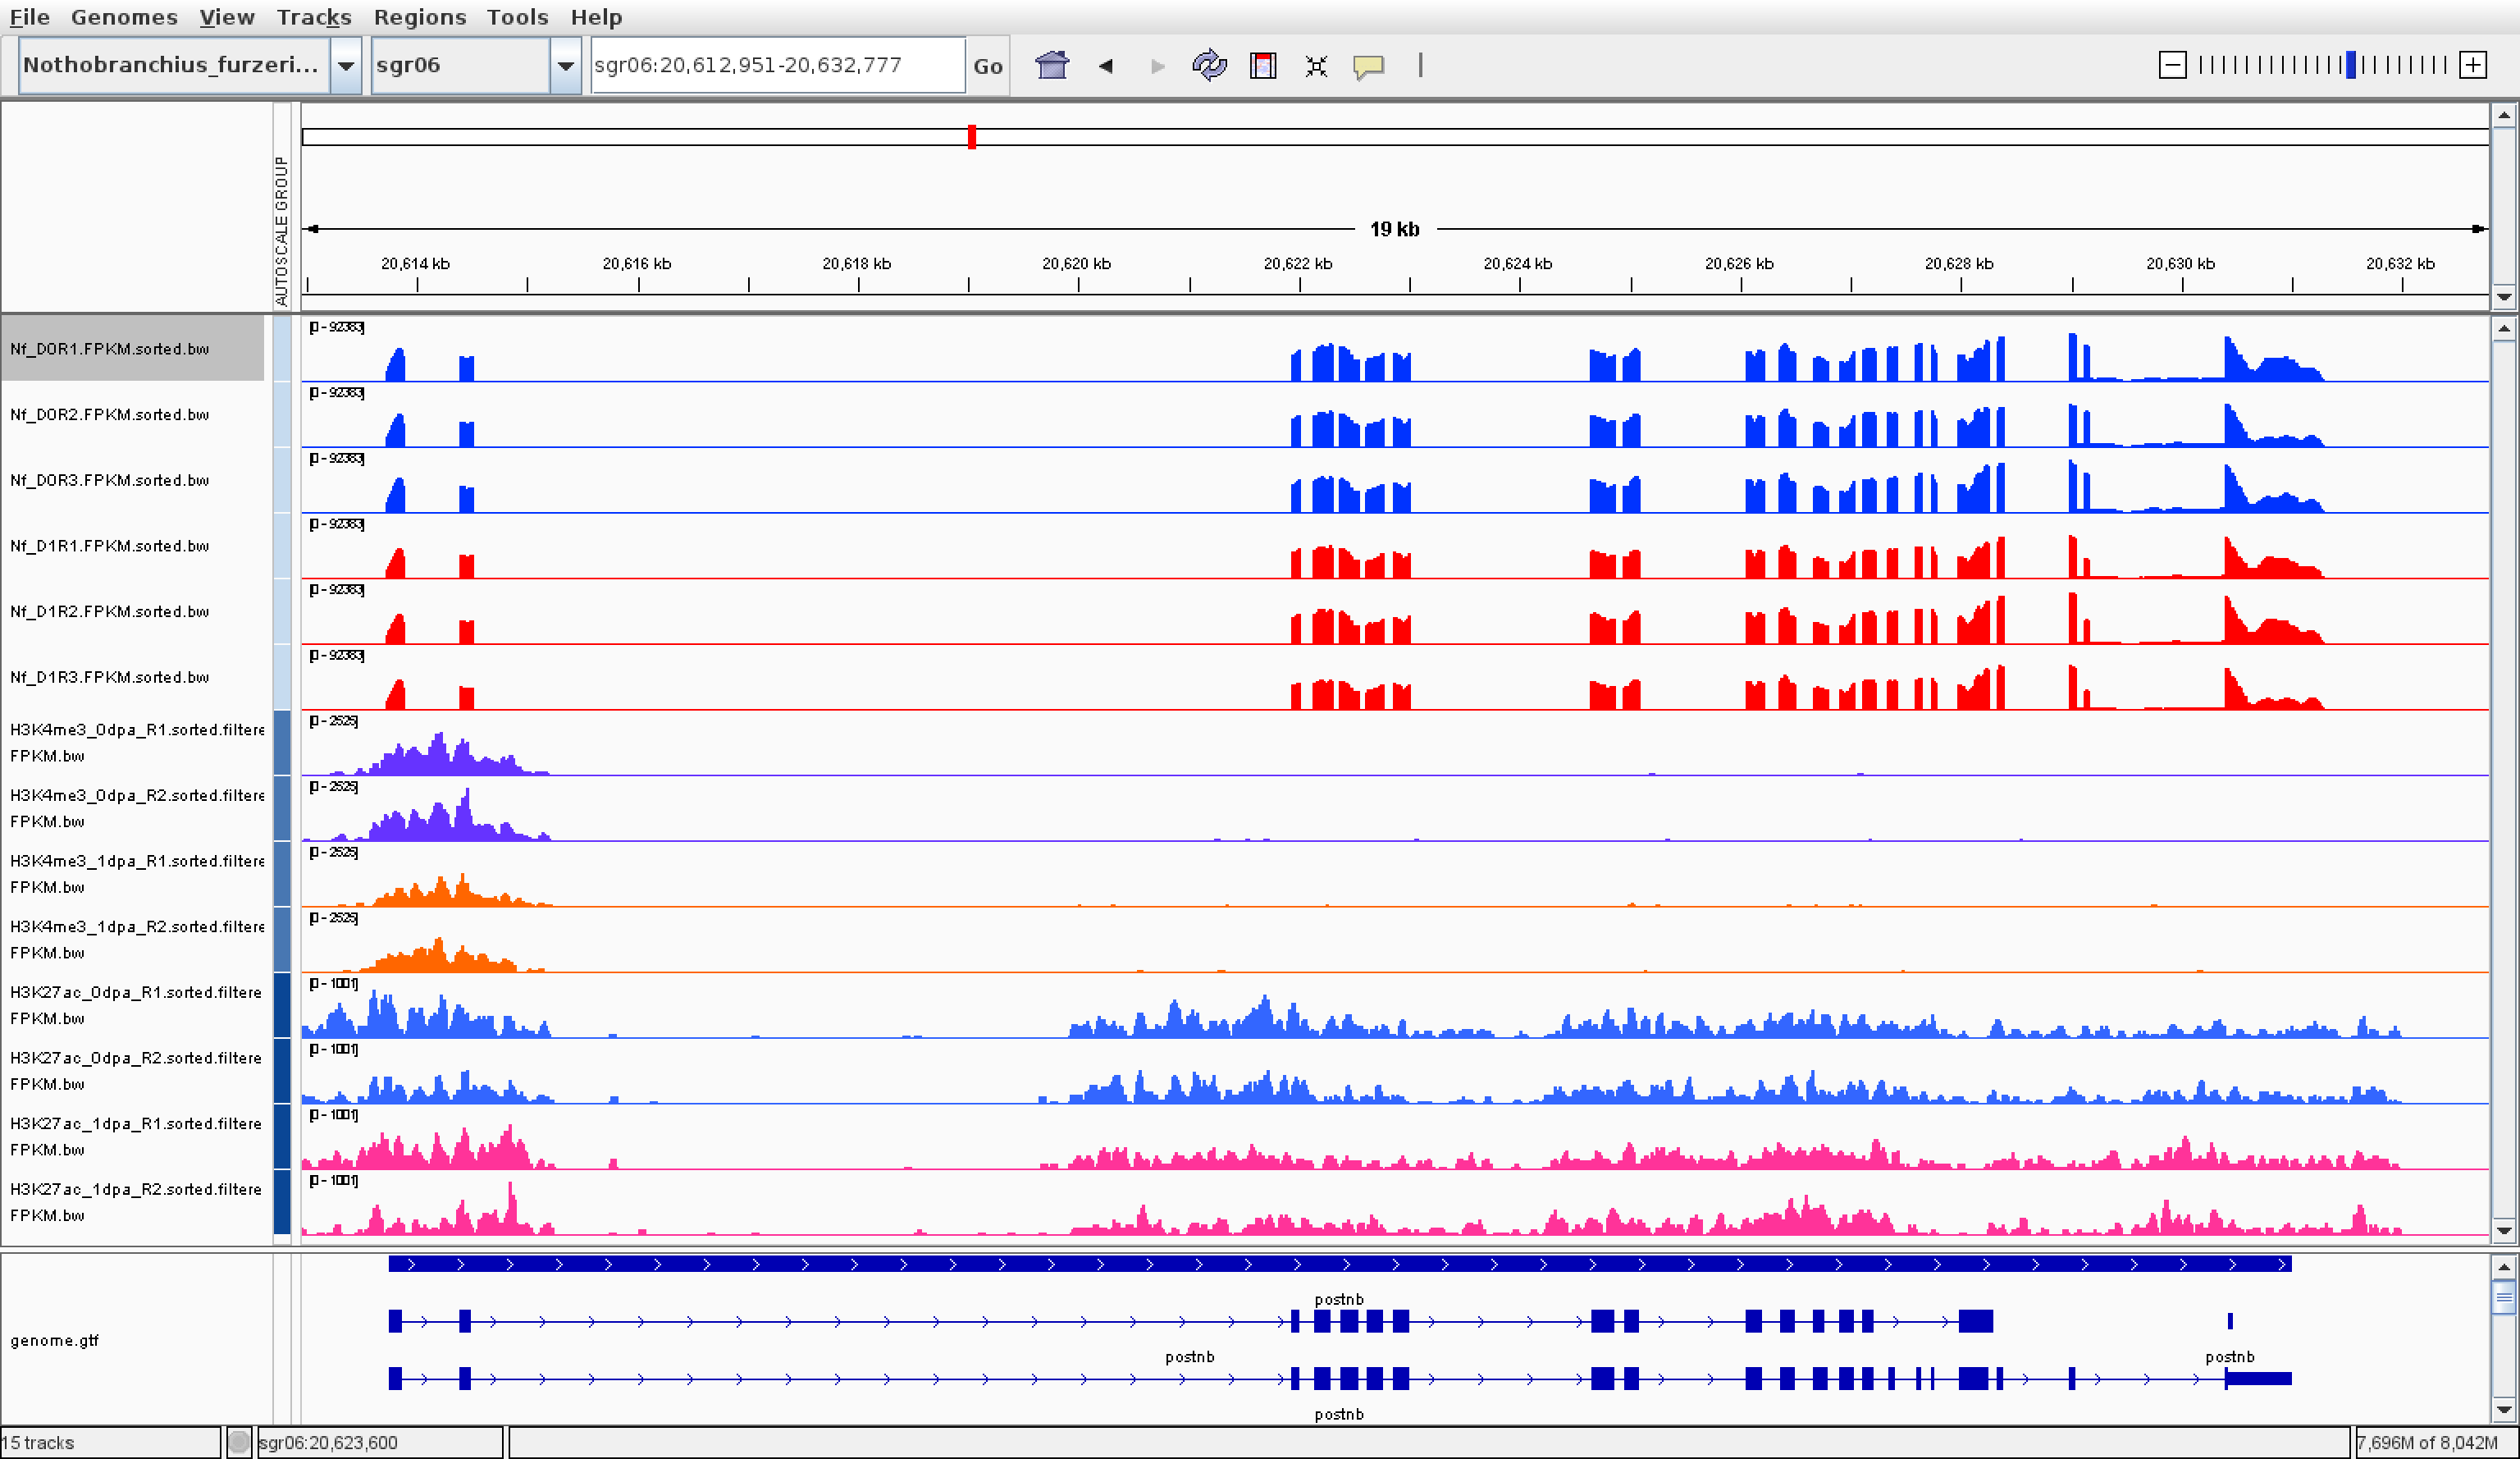 File Genomes View Tracks Regions Tools Help
Nothobranchius_furzeri... sgr06 sgr06:20,612,951-20,632,777 Go
AUTOSCALE GROUP
19 kb
20,614 kb 20,616 kb 20,618 kb 20,620 kb 20,622 kb 20,624 kb 20,626 kb 20,628 kb 20,630 kb 20,632 kb
[0 - 92383]
Nf_D0R1.FPKM.sorted.bw
[0 - 92383]
Nf_D0R2.FPKM.sorted.bw
[0 - 92383]
Nf_D0R3.FPKM.sorted.bw
[0 - 92383]
Nf_D1R1.FPKM.sorted.bw
[0 - 92383]
Nf_D1R2.FPKM.sorted.bw
[0 - 92383]
Nf_D1R3.FPKM.sorted.bw
[0 - 2525]
H3K4me3_0dpa_R1.sorted.filtere
FPKM.bw
[0 - 2525]
H3K4me3_0dpa_R2.sorted.filtere
FPKM.bw
[0 - 2525]
H3K4me3_1dpa_R1.sorted.filtere
FPKM.bw
[0 - 2525]
H3K4me3_1dpa_R2.sorted.filtere
FPKM.bw
[0 - 1001]
H3K27ac_0dpa_R1.sorted.filtere
FPKM.bw
[0 - 1001]
H3K27ac_0dpa_R2.sorted.filtere
FPKM.bw
[0 - 1001]
H3K27ac_1dpa_R1.sorted.filtere
FPKM.bw
[0 - 1001]
H3K27ac_1dpa_R2.sorted.filtere
FPKM.bw
postnb
genome.gtf
postnb postnb
postnb
15 tracks sgr06:20,623,600 7,696M of 8,042M